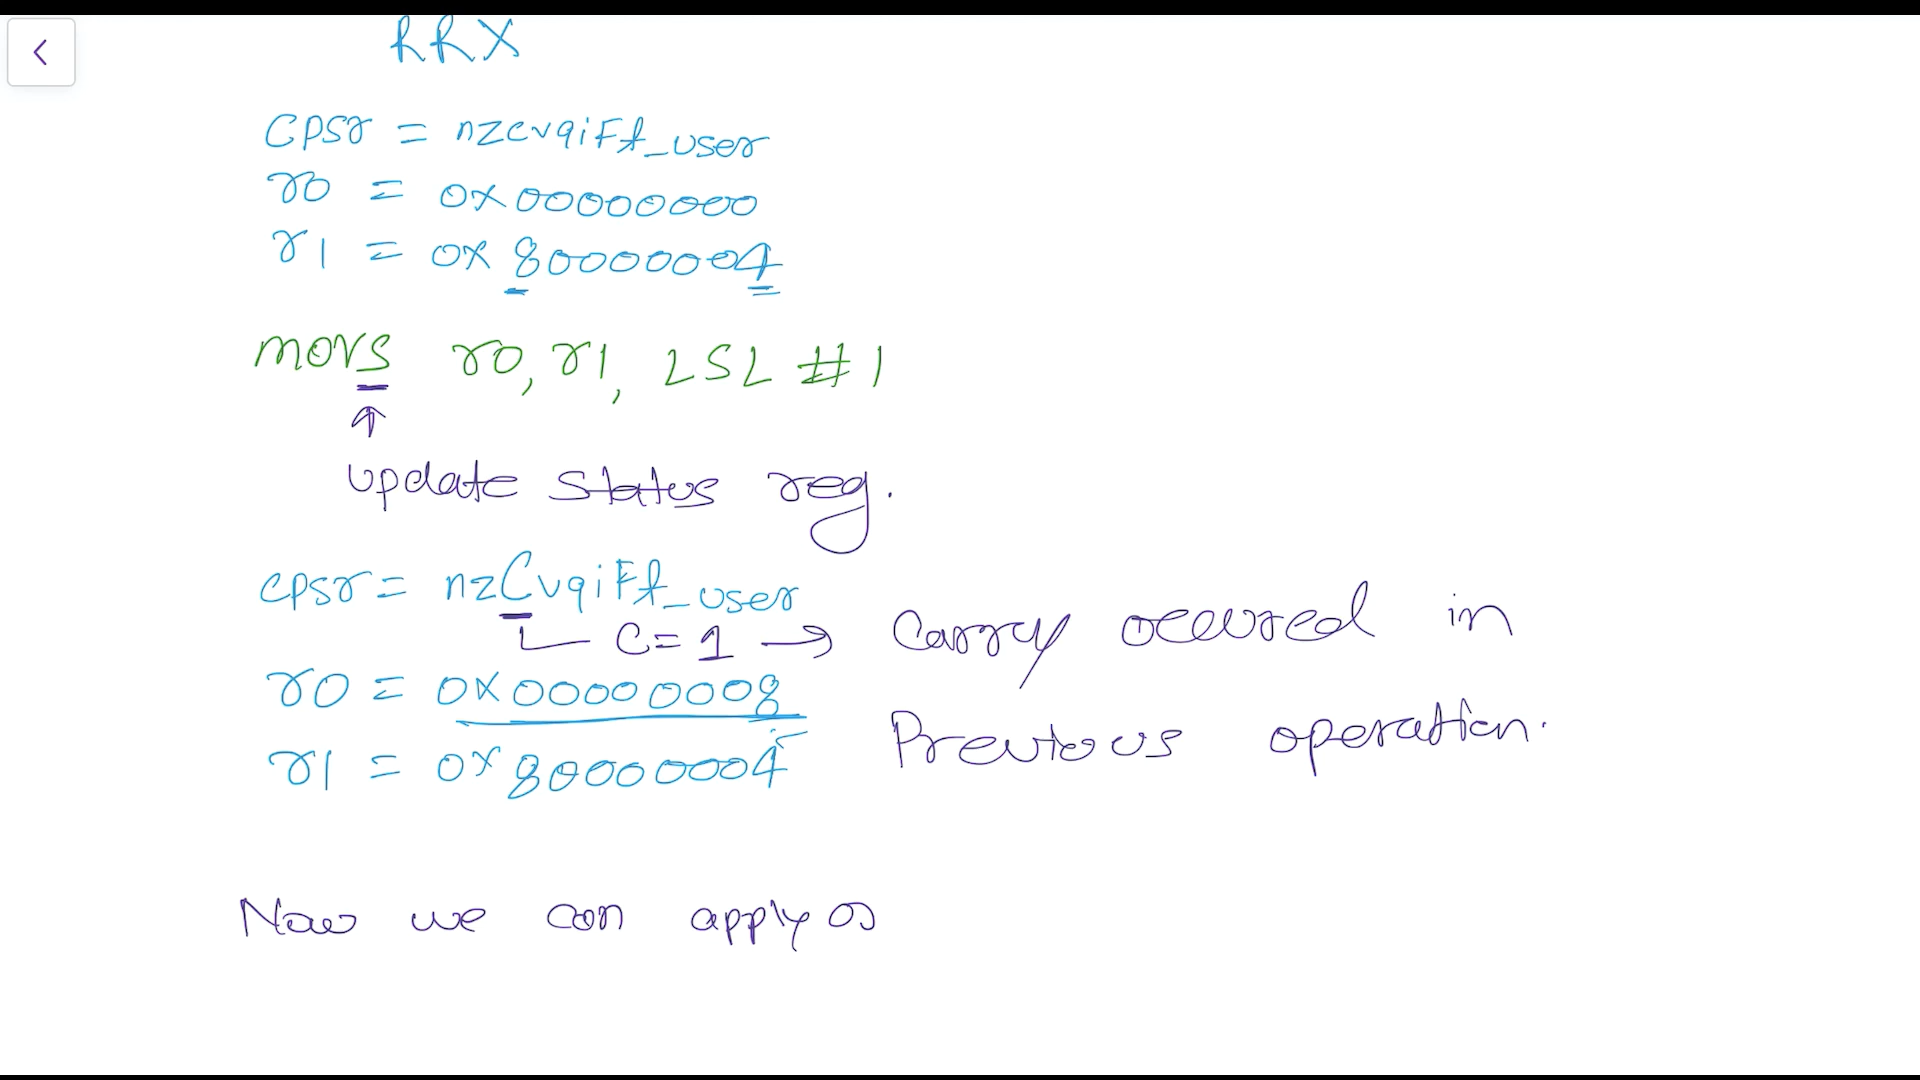 RRX
cpsr = nzcvqiFt_user
r0 = 0x00000000
r1 = 0x80000004
MOVS r0, r1, LSL #1
↑
update status reg.
cpsr = nzCvqiFt_user
C = 1 → Carry occured in
r0 = 0x00000008
Previous operation.
r1 = 0x80000004
Now we can apply